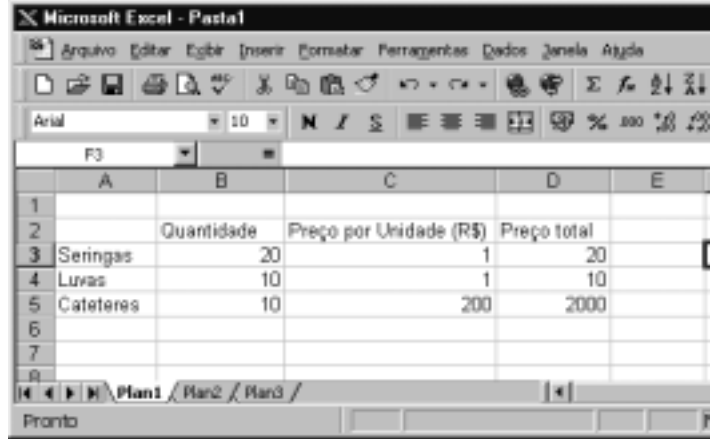 Microsoft Excel - Pasta1
Arquivo Editar Exibir Inserir Formatar Ferramentas Dados Janela Ajuda
Arial 10 N I S % 000
F3 =
A B C D E
1
2 Quantidade Preço por Unidade (R$) Preço total
3 Seringas 20 1 20
4 Luvas 10 1 10
5 Cateteres 10 200 2000
6
7
8
Plan1 / Plan2 / Plan3 /
Pronto